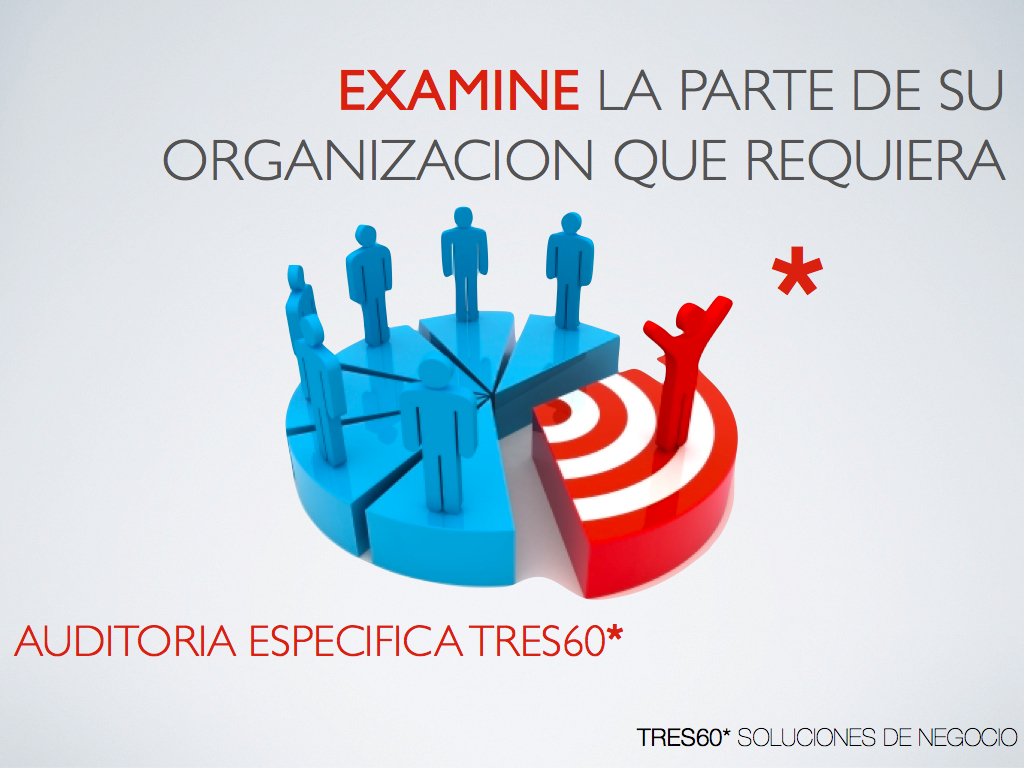 EXAMINE LA PARTE DE SU
ORGANIZACION QUE REQUIERA
*
AUDITORIA ESPECIFICA TRES60*
TRES60* SOLUCIONES DE NEGOCIO